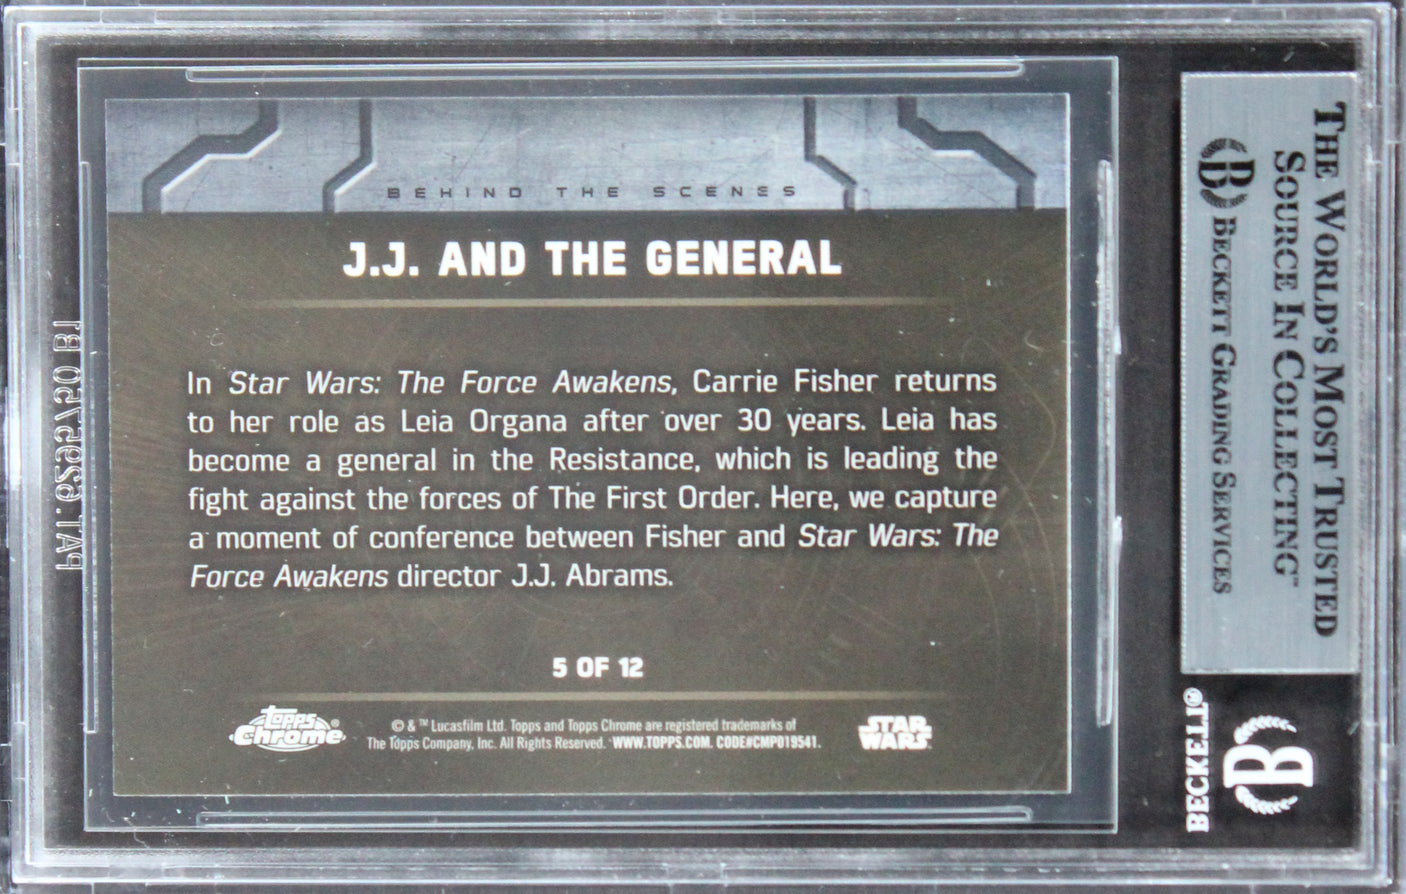 BEHIND THE SCENES
J.J. AND THE GENERAL
In Star Wars: The Force Awakens, Carrie Fisher returns
to her role as Leia Organa after over 30 years. Leia has
become a general in the Resistance, which is leading the
fight against the forces of The First Order. Here, we capture
a moment of conference between Fisher and Star Wars: The
Force Awakens director J.J. Abrams.
5 OF 12
Topps ®
Chrome
© & ™ Lucasfilm Ltd. Topps and Topps Chrome are registered trademarks of
The Topps Company, Inc. All Rights Reserved. WWW.TOPPS.COM. CODE#CMP019541.
STAR
WARS
THE WORLD'S MOST TRUSTED
SOURCE IN COLLECTING™
B BECKETT GRADING SERVICES
BECKETT®
B